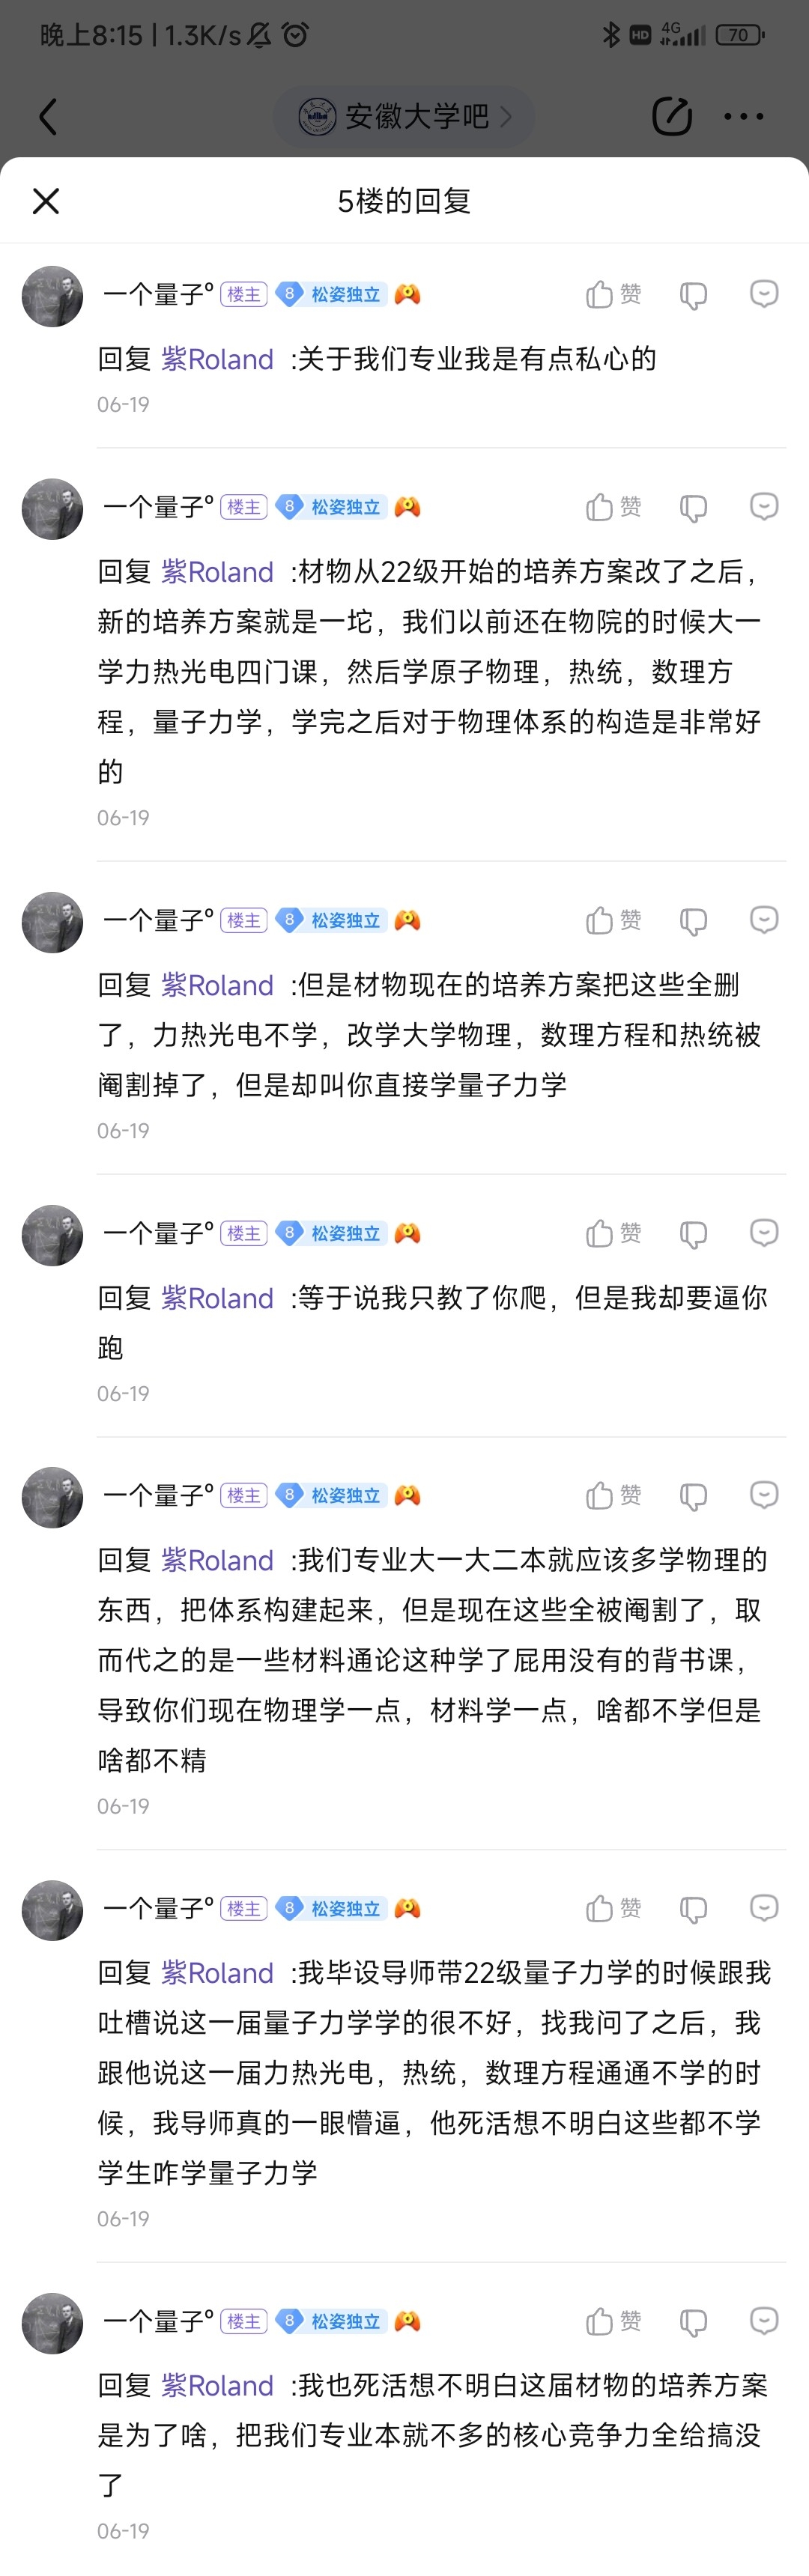 晚上8:15 | 1.3K/s
HD 4G 70
安徽大学吧
5楼的回复
一个量子° 楼主 8 松姿独立 赞
回复 紫Roland :关于我们专业我是有点私心的
06-19
一个量子° 楼主 8 松姿独立 赞
回复 紫Roland :材物从22级开始的培养方案改了之后，
新的培养方案就是一坨，我们以前还在物院的时候大一
学力热光电四门课，然后学原子物理，热统，数理方
程，量子力学，学完之后对于物理体系的构造是非常好
的
06-19
一个量子° 楼主 8 松姿独立 赞
回复 紫Roland :但是材物现在的培养方案把这些全删
了，力热光电不学，改学大学物理，数理方程和热统被
阉割掉了，但是却叫你直接学量子力学
06-19
一个量子° 楼主 8 松姿独立 赞
回复 紫Roland :等于说我只教了你爬，但是我却要逼你
跑
06-19
一个量子° 楼主 8 松姿独立 赞
回复 紫Roland :我们专业大一大二本就应该多学物理的
东西，把体系构建起来，但是现在这些全被阉割了，取
而代之的是一些材料通论这种学了屁用没有的背书课，
导致你们现在物理学一点，材料学一点，啥都不学但是
啥都不精
06-19
一个量子° 楼主 8 松姿独立 赞
回复 紫Roland :我毕设导师带22级量子力学的时候跟我
吐槽说这一届量子力学学的很不好，找我问了之后，我
跟他说这一届力热光电，热统，数理方程通通不学的时
候，我导师真的一眼懵逼，他死活想不明白这些都不学
学生咋学量子力学
06-19
一个量子° 楼主 8 松姿独立 赞
回复 紫Roland :我也死活想不明白这届材物的培养方案
是为了啥，把我们专业本就不多的核心竞争力全给搞没
了
06-19